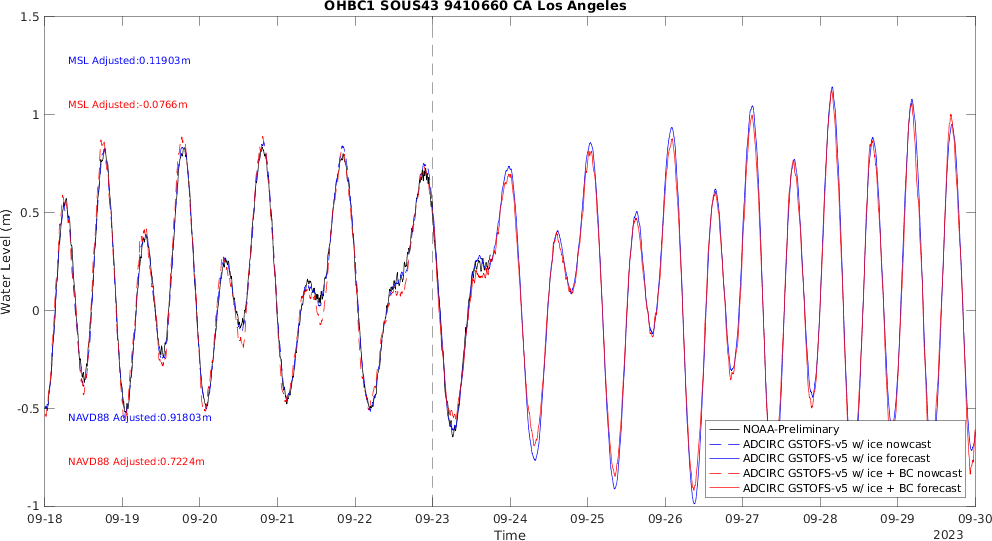 OHBC1 SOUS43 9410660 CA Los Angeles
1.5
1
0.5
0
-0.5
-1
Water Level (m)
MSL Adjusted:0.11903m
MSL Adjusted:-0.0766m
NAVD88 Adjusted:0.91803m
NAVD88 Adjusted:0.7224m
NOAA-Preliminary
ADCIRC GSTOFS-v5 w/ ice nowcast
ADCIRC GSTOFS-v5 w/ ice forecast
ADCIRC GSTOFS-v5 w/ ice + BC nowcast
ADCIRC GSTOFS-v5 w/ ice + BC forecast
09-18 09-19 09-20 09-21 09-22 09-23 09-24 09-25 09-26 09-27 09-28 09-29 09-30
Time
2023